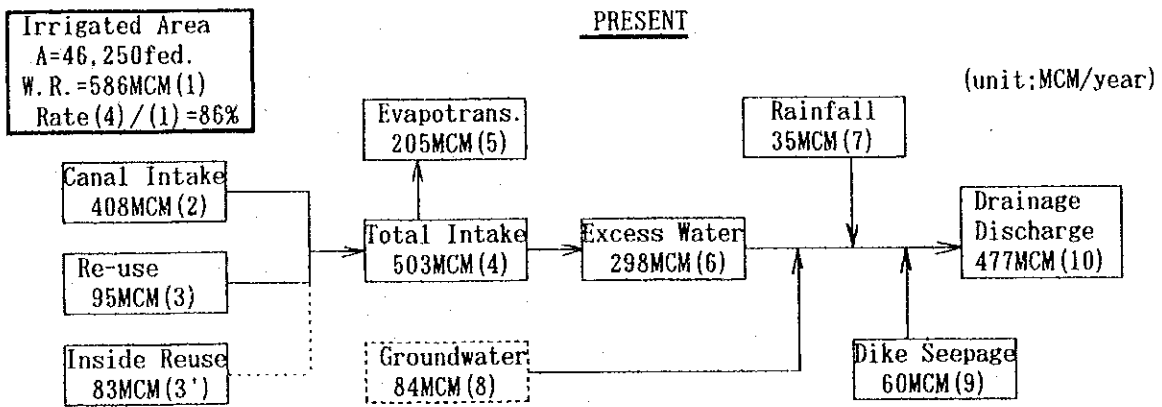 PRESENT
Irrigated Area
A=46,250fed.
W.R.=586MCM(1)
Rate(4)/(1)=86%
(unit;MCM/year)
Evapotrans.
205MCM(5)
Rainfall
35MCM(7)
Canal Intake
408MCM(2)
Total Intake
503MCM(4)
Excess Water
298MCM(6)
Drainage
Discharge
477MCM(10)
Re-use
95MCM(3)
Inside Reuse
83MCM(3')
Groundwater
84MCM(8)
Dike Seepage
60MCM(9)